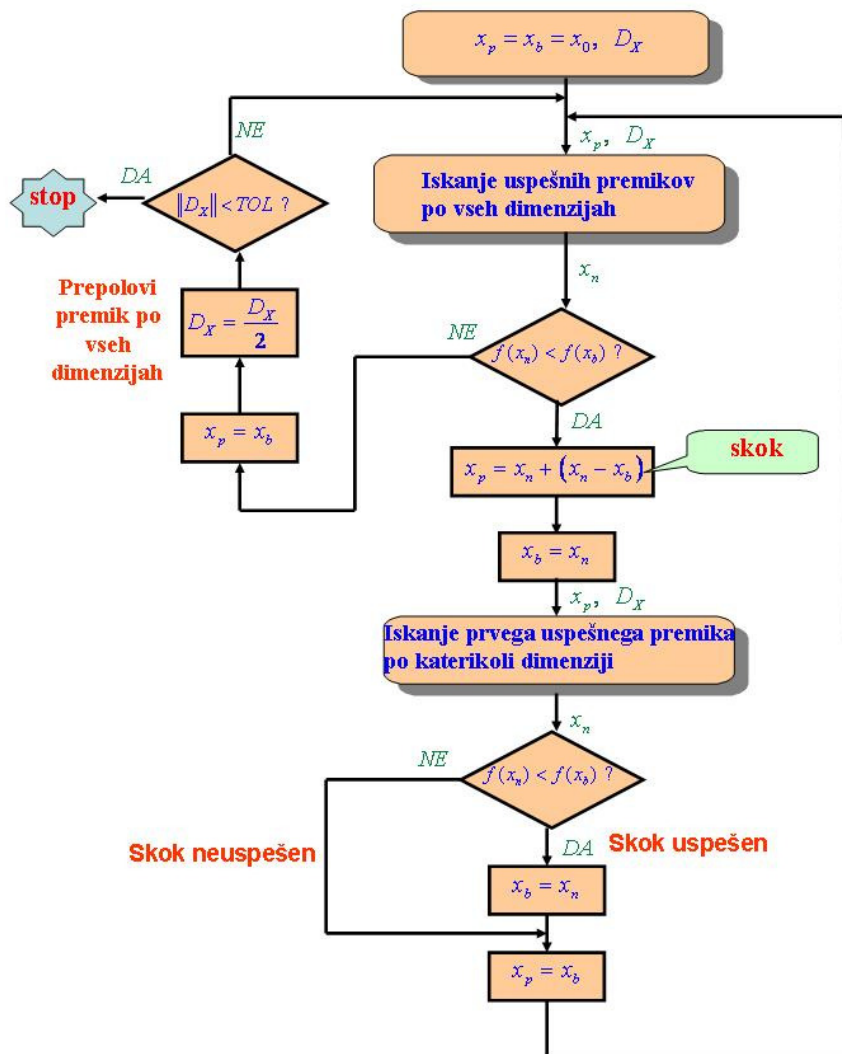 x_p = x_b = x_0, D_X
NE
x_p, D_X
DA
stop
‖D_X‖ < TOL ?
Iskanje uspešnih premikov
po vseh dimenzijah
x_n
Prepolovi
premik po
vseh
dimenzijah
D_X = D_X / 2
NE
f(x_n) < f(x_b) ?
DA
x_p = x_b
x_p = x_n + (x_n − x_b)
skok
x_b = x_n
x_p, D_X
Iskanje prvega uspešnega premika
po katerikoli dimenziji
x_n
NE
f(x_n) < f(x_b) ?
Skok neuspešen
DA
Skok uspešen
x_b = x_n
x_p = x_b